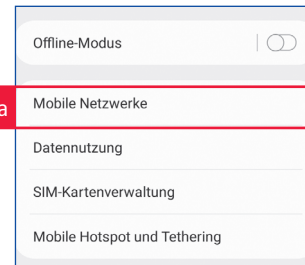 Offline-Modus
a
Mobile Netzwerke
Datennutzung
SIM-Kartenverwaltung
Mobile Hotspot und Tethering